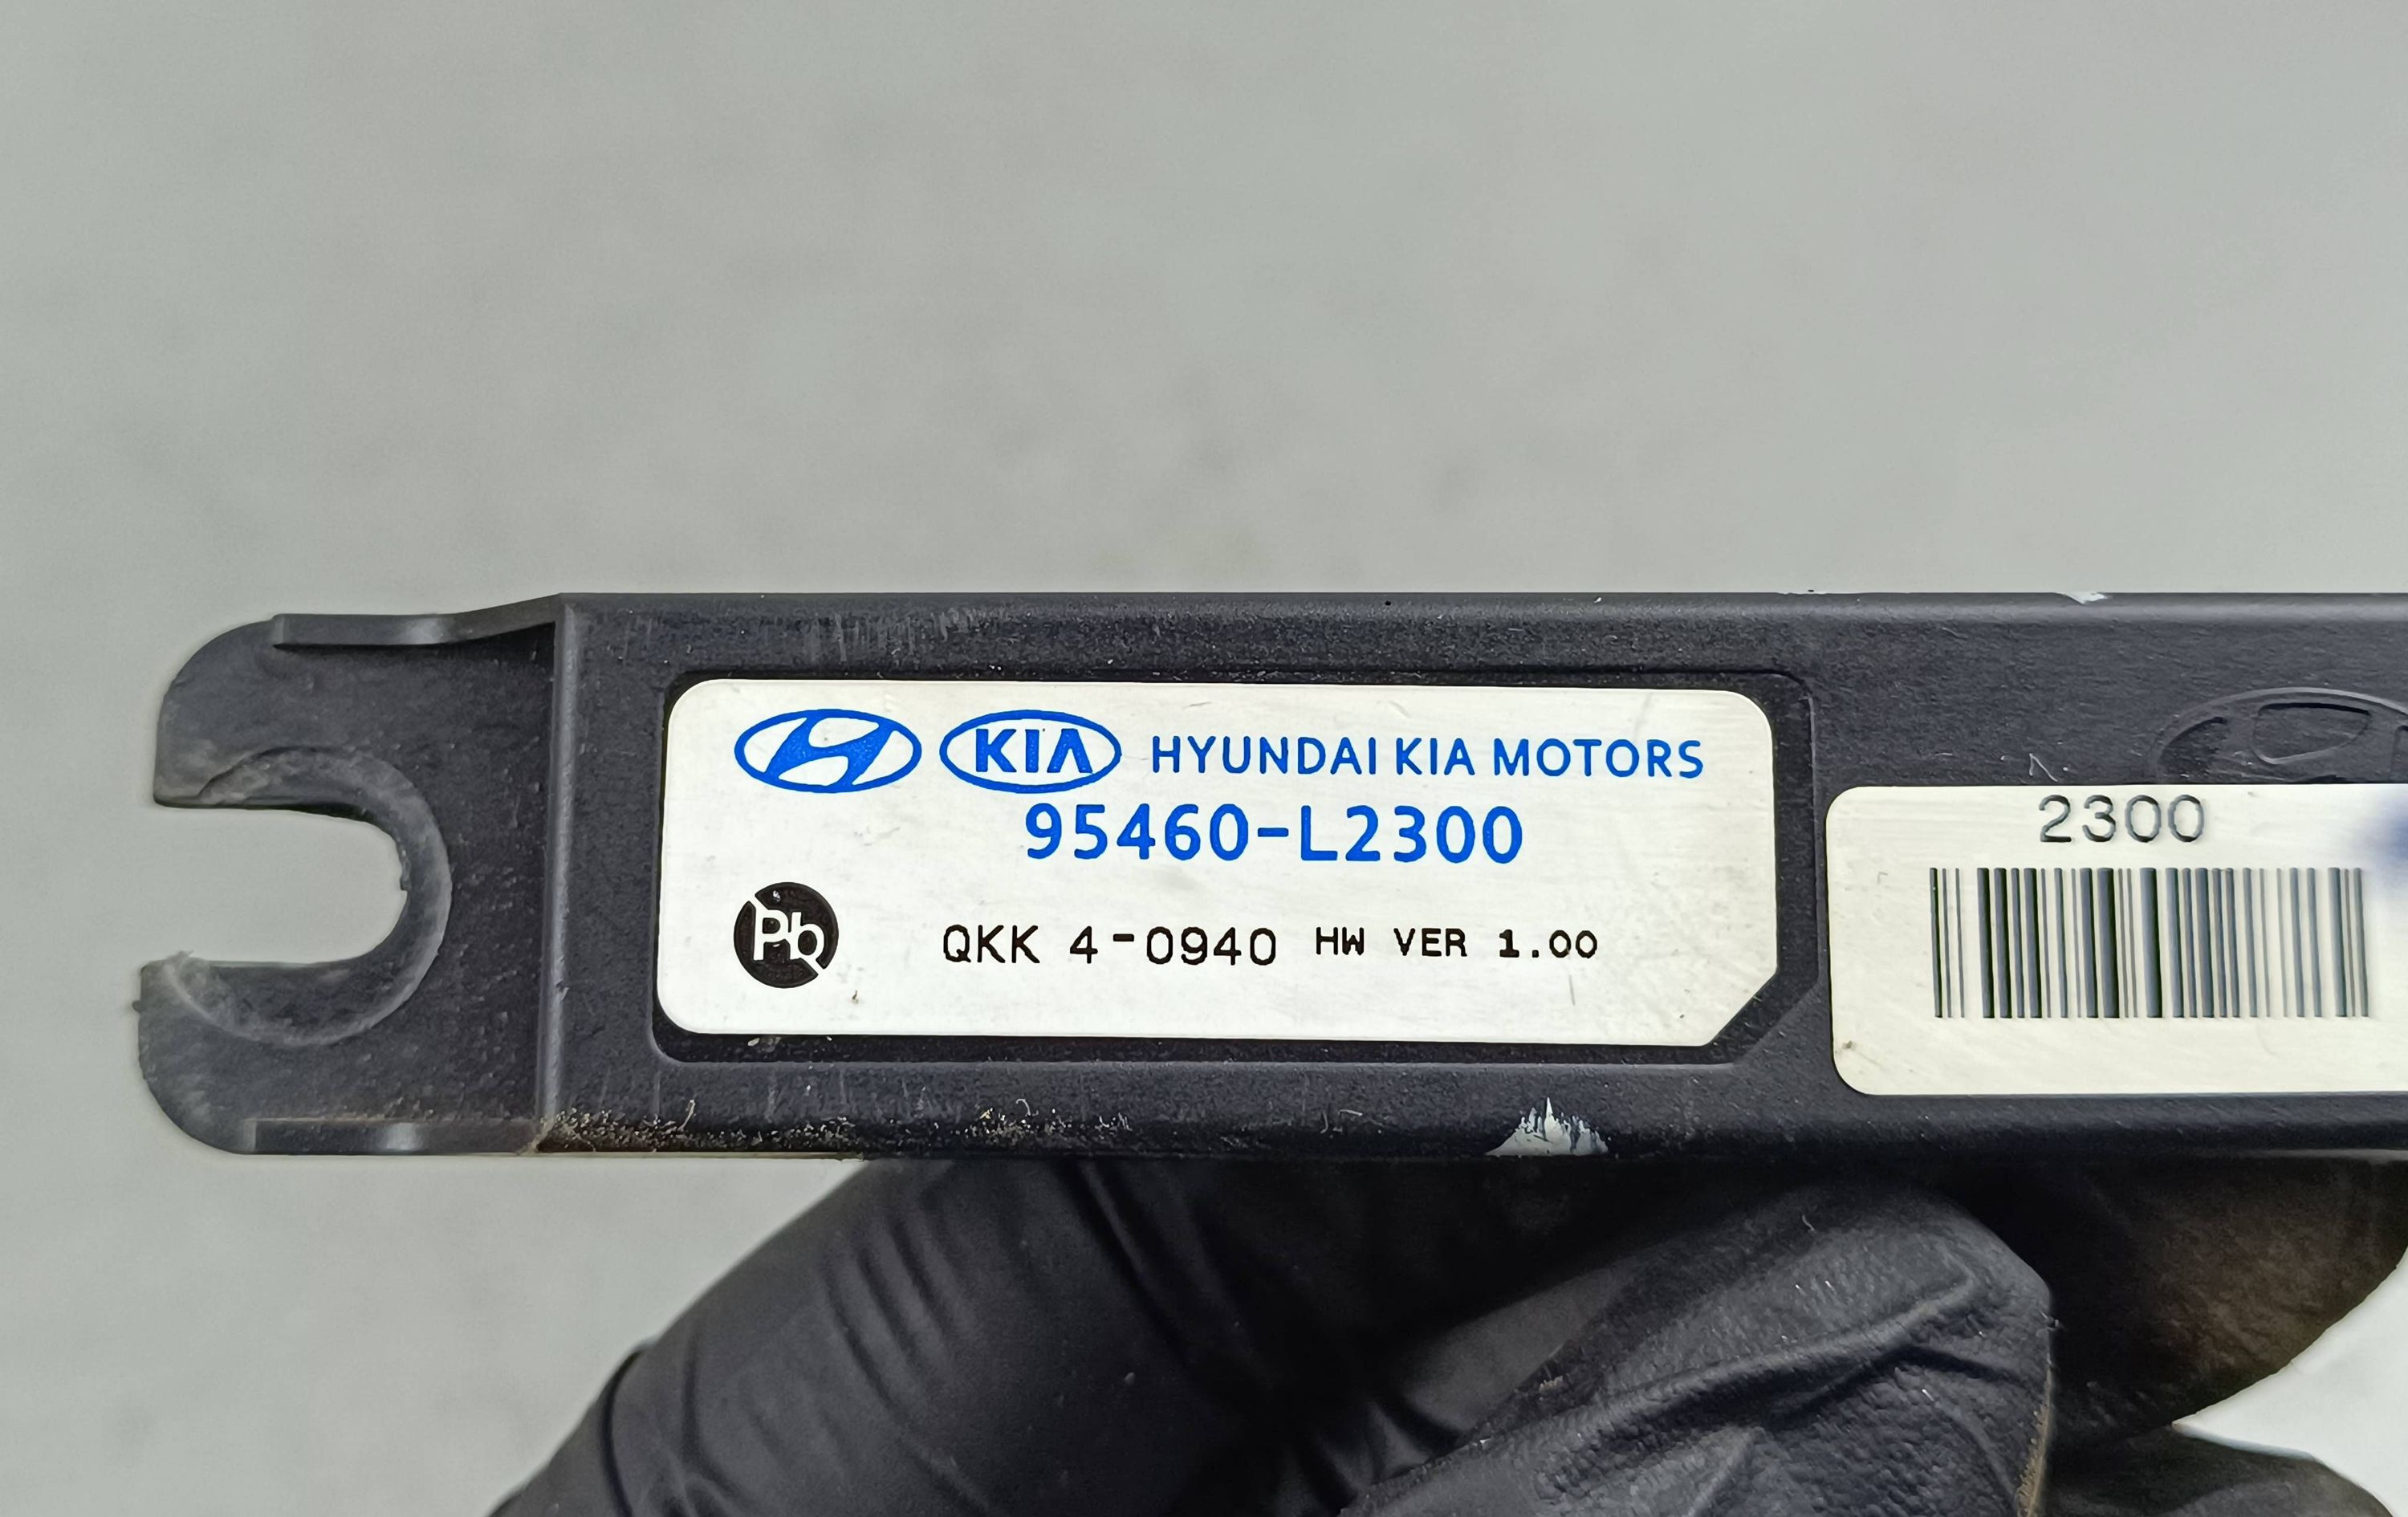 KIA HYUNDAI KIA MOTORS
95460-L2300
Pb QKK 4-0940 HW VER 1.00
2300